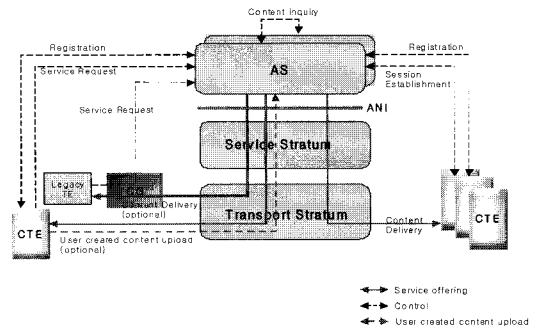 Content Inquiry
Registration
Registration
AS
Service Request
Session
Establishment
Service Request
ANI
Service Stratum
Legacy
TE
Content Delivery
(optional)
Transport Stratum
CTE
Content
Delivery
CTE
User created content upload
(optional)
Service offering
Control
User created content upload